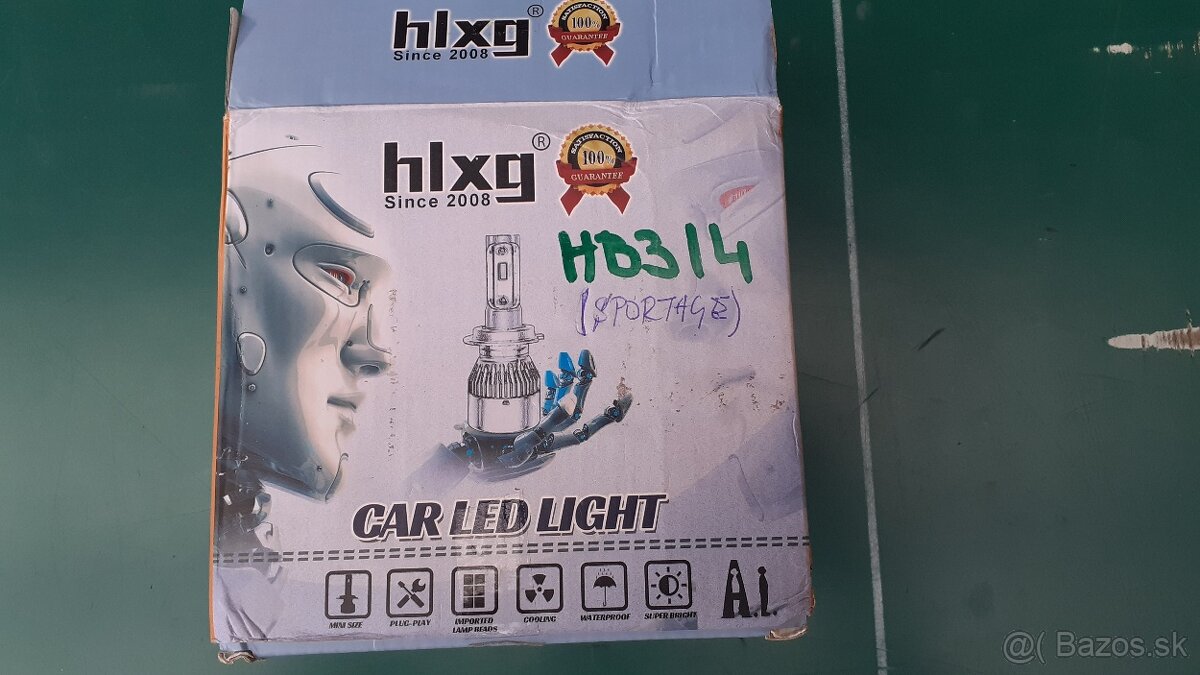 hlxg®
Since 2008
SATISFACTION
100%
GUARANTEE
hlxg®
Since 2008
SATISFACTION
100%
GUARANTEE
HB3/4
(SPORTAGE)
CAR LED LIGHT
MINI SIZE
PLUG-PLAY
IMPORTED
LAMP BEADS
COOLING
WATERPROOF
SUPER BRIGHT
A.I.
@( Bazos.sk